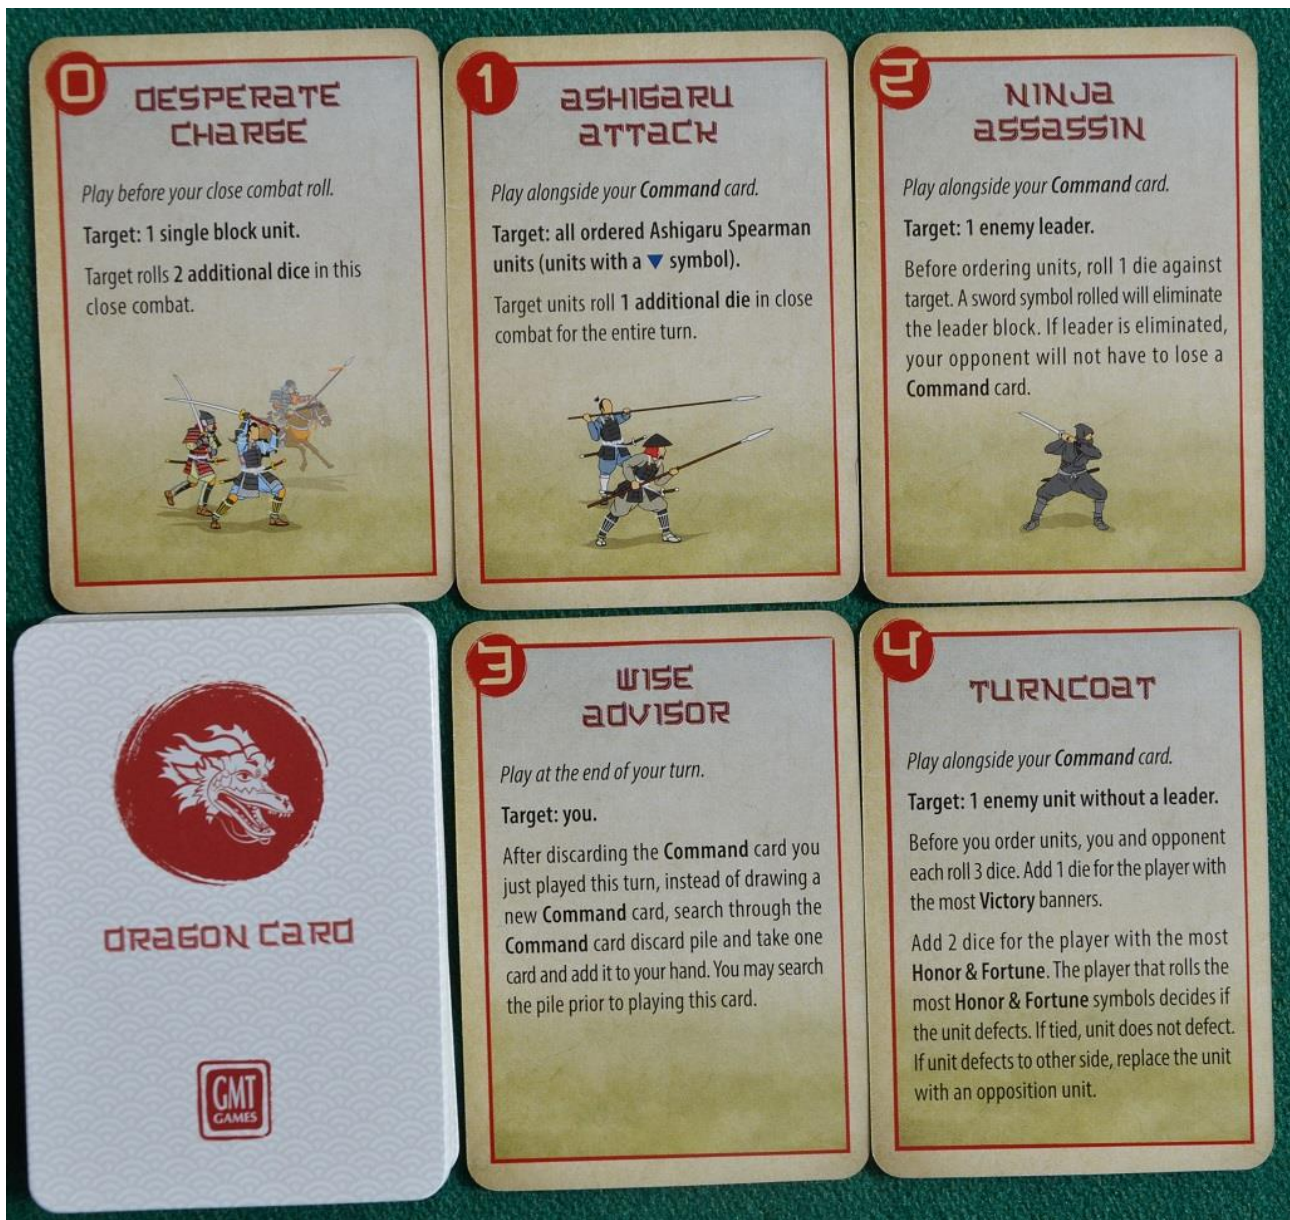 0
DESPERATE
CHARGE
Play before your close combat roll.
Target: 1 single block unit.
Target rolls 2 additional dice in this
close combat.
1
ASHIGARU
ATTACK
Play alongside your Command card.
Target: all ordered Ashigaru Spearman
units (units with a ▼ symbol).
Target units roll 1 additional die in close
combat for the entire turn.
2
NINJA
ASSASSIN
Play alongside your Command card.
Target: 1 enemy leader.
Before ordering units, roll 1 die against
target. A sword symbol rolled will eliminate
the leader block. If leader is eliminated,
your opponent will not have to lose a
Command card.
DRAGON CARD
GMT
GAMES
3
WISE
ADVISOR
Play at the end of your turn.
Target: you.
After discarding the Command card you
just played this turn, instead of drawing a
new Command card, search through the
Command card discard pile and take one
card and add it to your hand. You may search
the pile prior to playing this card.
4
TURNCOAT
Play alongside your Command card.
Target: 1 enemy unit without a leader.
Before you order units, you and opponent
each roll 3 dice. Add 1 die for the player with
the most Victory banners.
Add 2 dice for the player with the most
Honor & Fortune. The player that rolls the
most Honor & Fortune symbols decides if
the unit defects. If tied, unit does not defect.
If unit defects to other side, replace the unit
with an opposition unit.